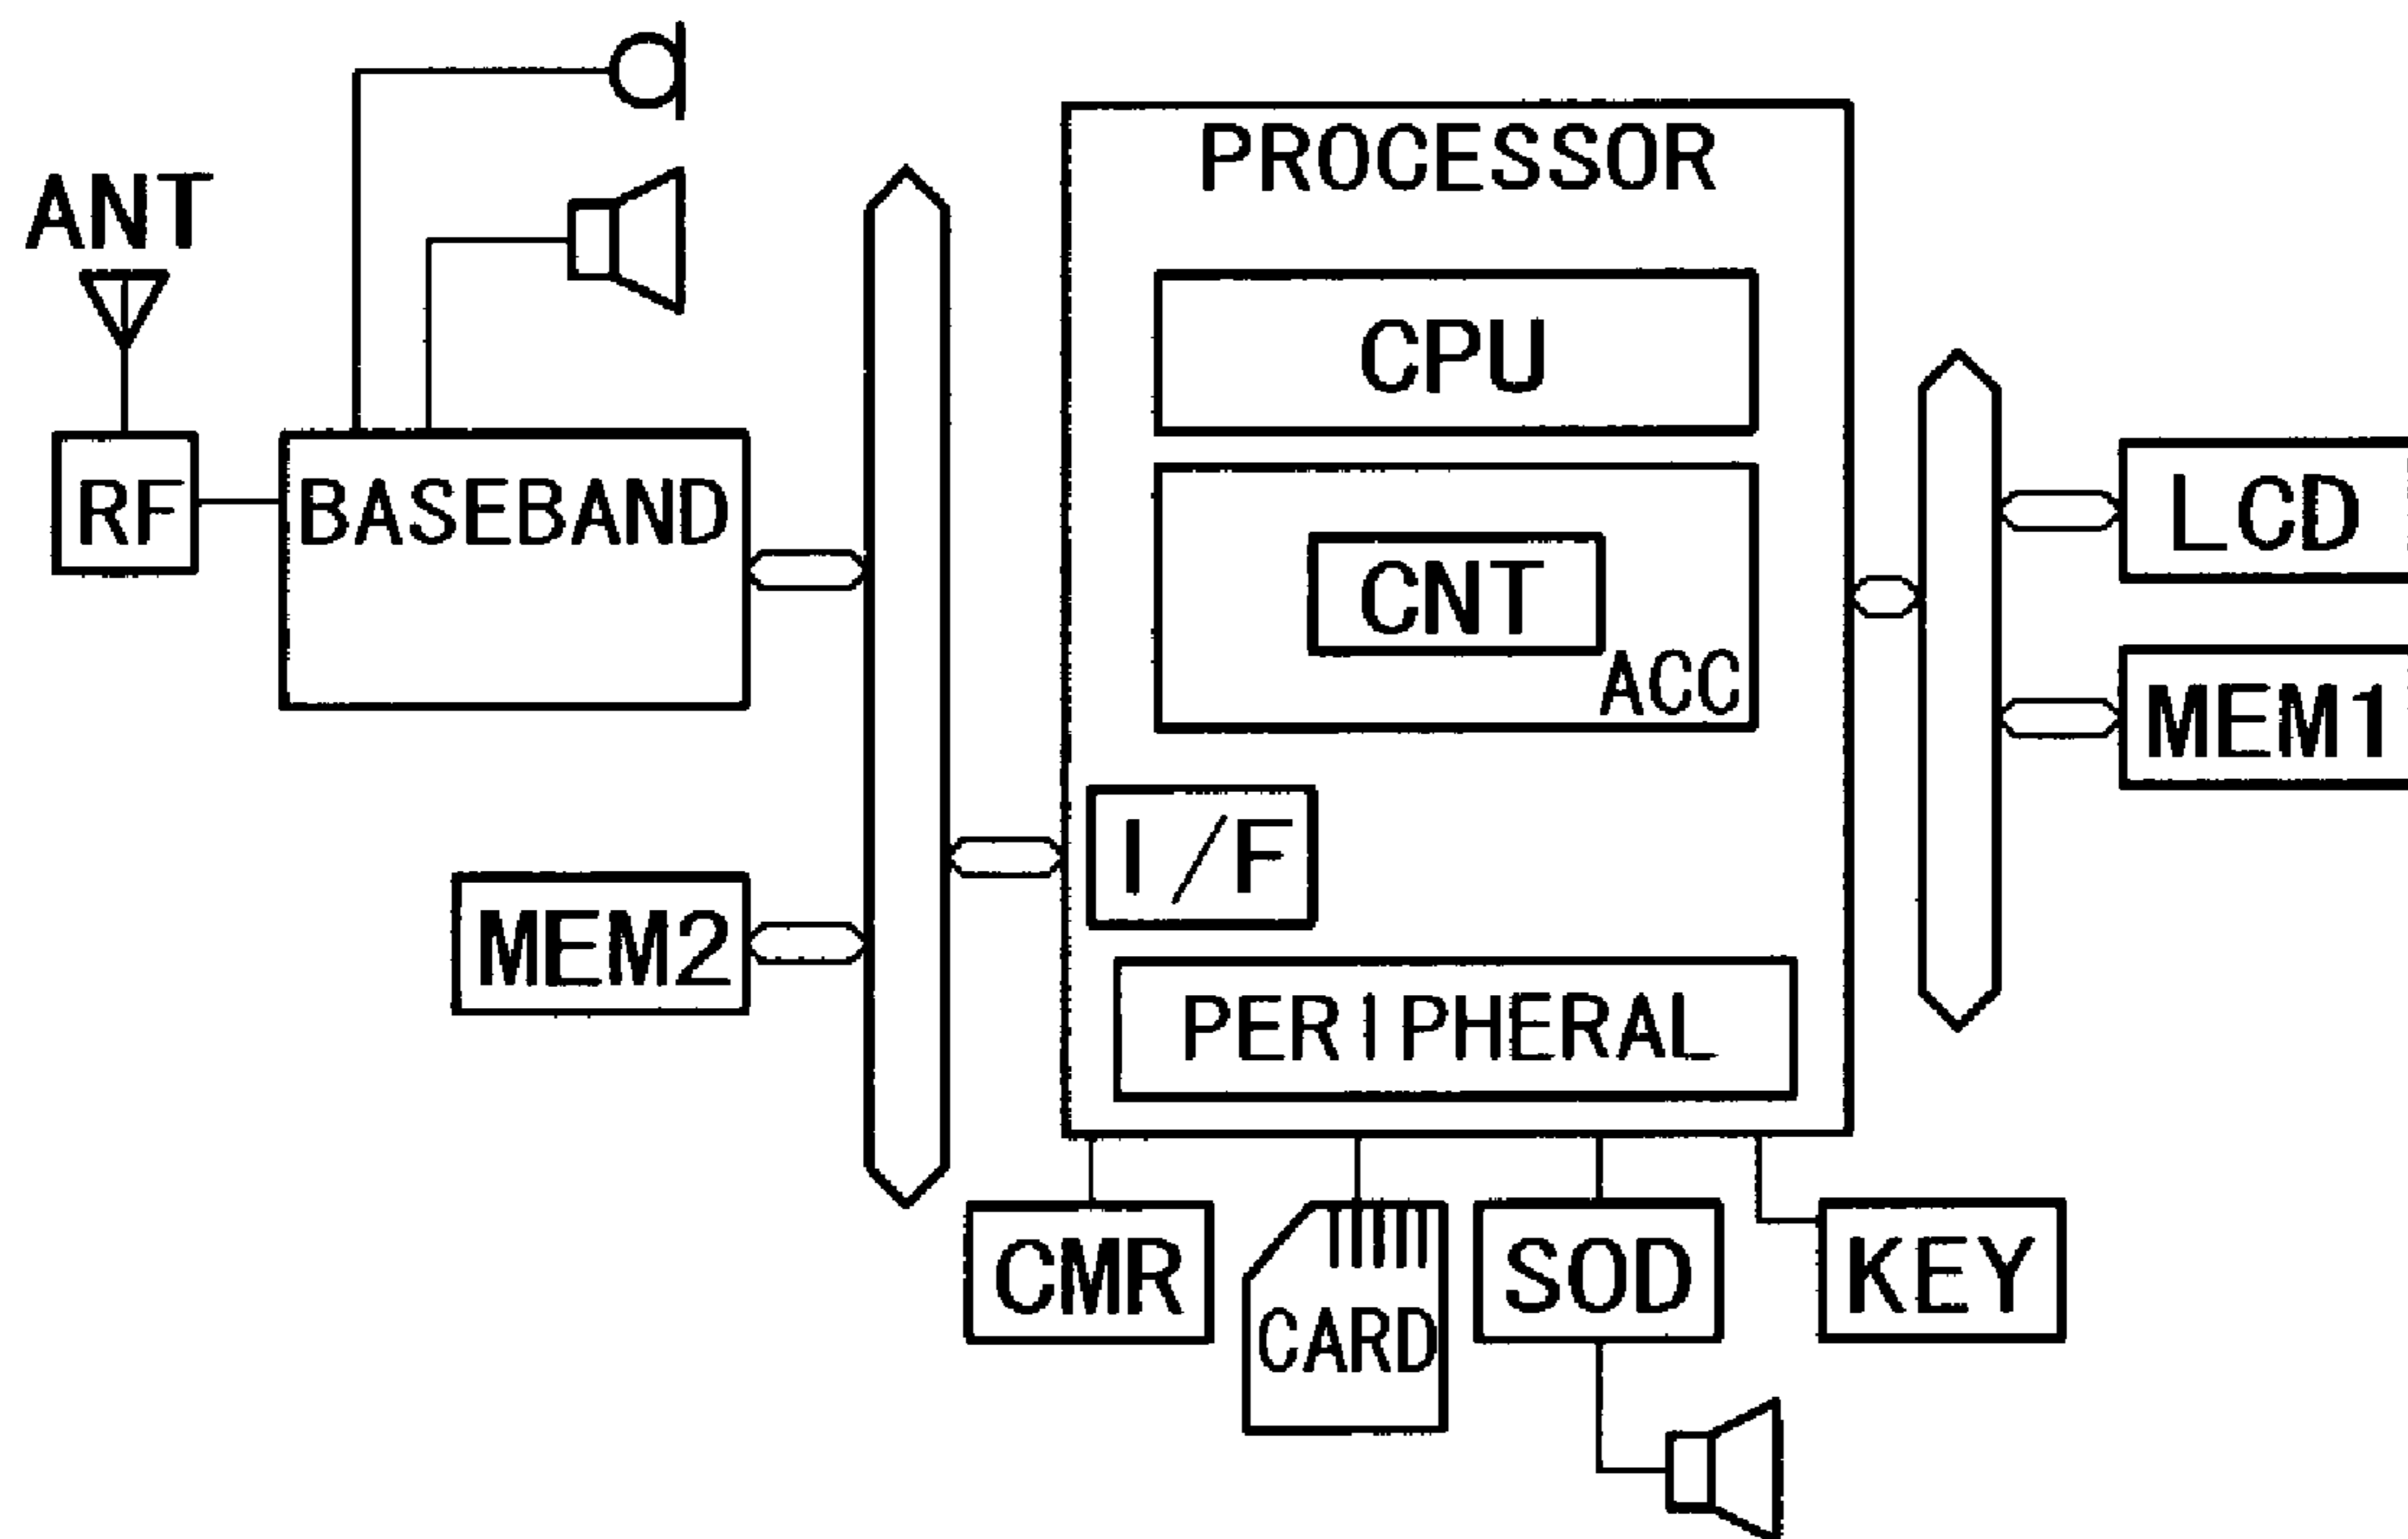 PROCESSOR
ANT
CPU
RF
BASEBAND
LCD
CNT
ACC
MEM1
I/F
MEM2
PERIPHERAL
CMR
CARD
SOD
KEY